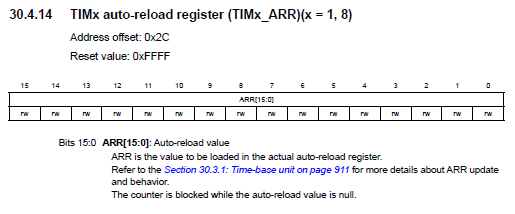 30.4.14 TIMx auto-reload register (TIMx_ARR)(x = 1, 8)
Address offset: 0x2C
Reset value: 0xFFFF
15 14 13 12 11 10 9 8 7 6 5 4 3 2 1 0
ARR[15:0]
rw rw rw rw rw rw rw rw rw rw rw rw rw rw rw rw
Bits 15:0 ARR[15:0]: Auto-reload value
ARR is the value to be loaded in the actual auto-reload register.
Refer to the Section 30.3.1: Time-base unit on page 911 for more details about ARR update
and behavior.
The counter is blocked while the auto-reload value is null.